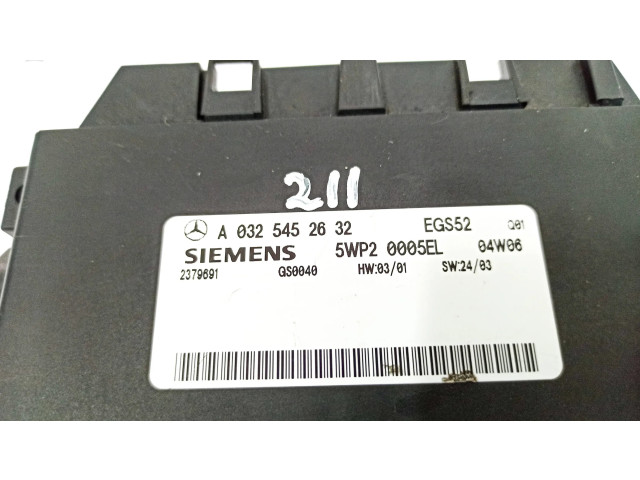 211
A 032 545 26 32 EGS52 Q01
SIEMENS 5WP2 0005EL 04W06
2379691 GS0040 HW:03/01 SW:24/03